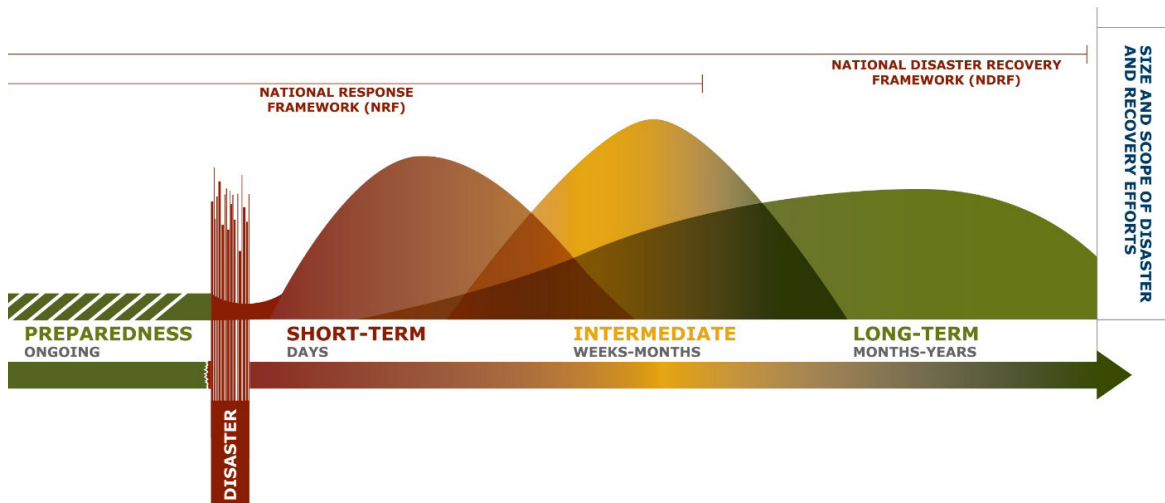 NATIONAL DISASTER RECOVERY
FRAMEWORK (NDRF)
NATIONAL RESPONSE
FRAMEWORK (NRF)
SIZE AND SCOPE OF DISASTER
AND RECOVERY EFFORTS
PREPAREDNESS
ONGOING
SHORT-TERM
DAYS
INTERMEDIATE
WEEKS-MONTHS
LONG-TERM
MONTHS-YEARS
DISASTER